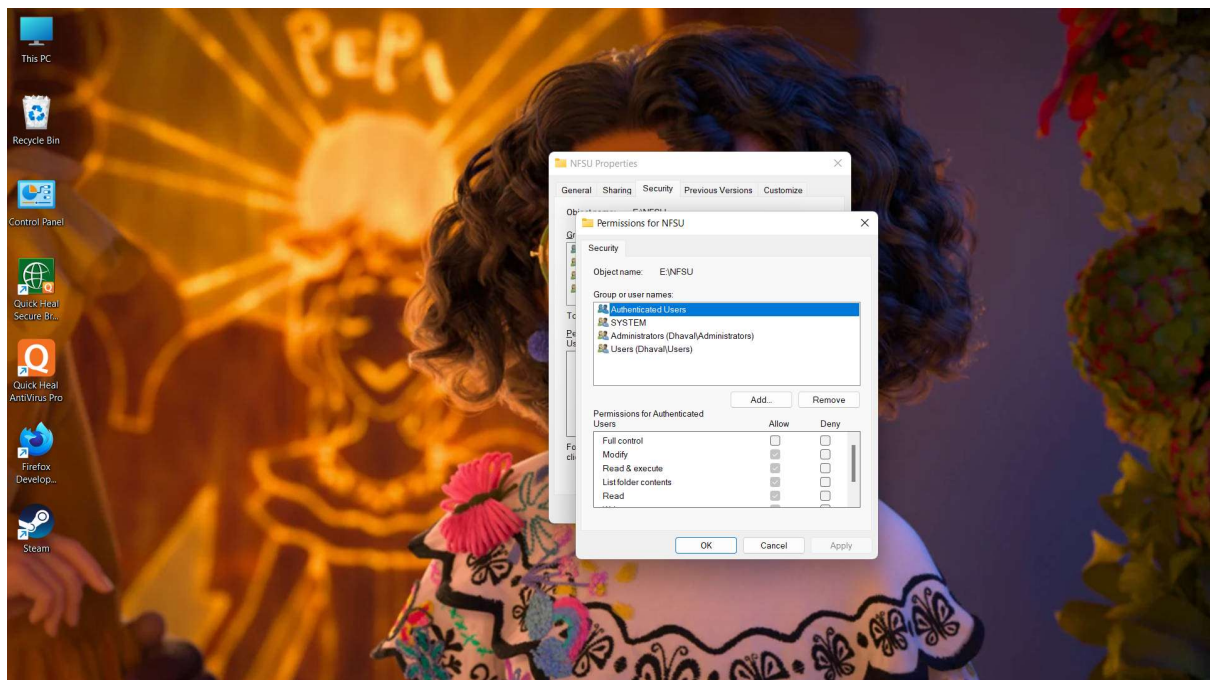 PEPI
This PC
Recycle Bin
Control Panel
Quick Heal
Secure Br...
Quick Heal
AntiVirus Pro
Firefox
Develop...
Steam
NFSU Properties
General Sharing Security Previous Versions Customize
Permissions for NFSU
Security
Object name: E:\NFSU
Group or user names:
Authenticated Users
SYSTEM
Administrators (Dhaval\Administrators)
Users (Dhaval\Users)
Add... Remove
Permissions for Authenticated
Users Allow Deny
Full control
Modify
Read & execute
List folder contents
Read
OK Cancel Apply